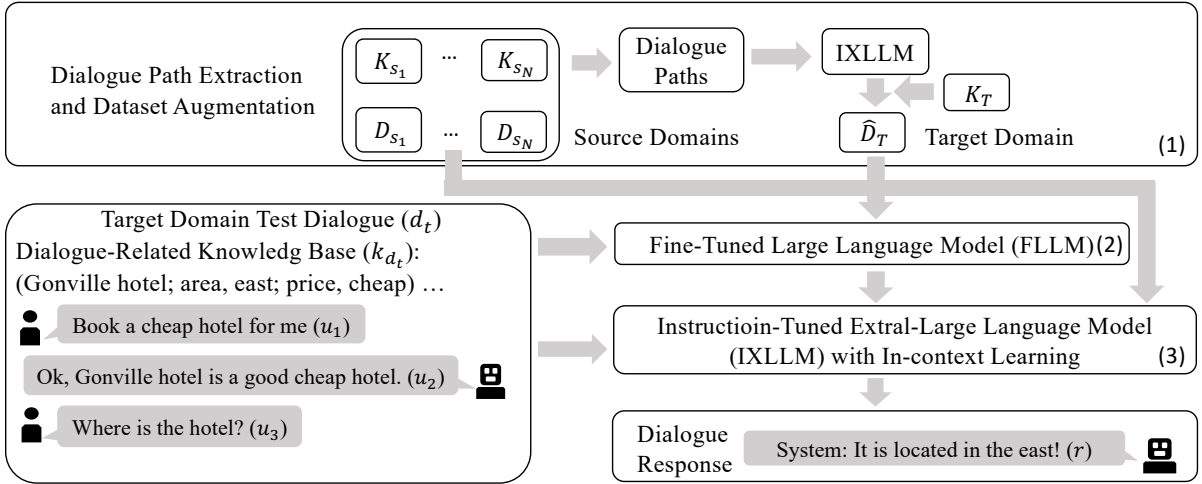 Dialogue Path Extraction
and Dataset Augmentation
K_{s_1} ... K_{s_N}
D_{s_1} ... D_{s_N}
Source Domains
Dialogue
Paths
IXLLM
K_T
D̂_T
Target Domain
(1)
Target Domain Test Dialogue (d_t)
Dialogue-Related Knowledg Base (k_{d_t}):
(Gonville hotel; area, east; price, cheap) …
Book a cheap hotel for me (u_1)
Ok, Gonville hotel is a good cheap hotel. (u_2)
Where is the hotel? (u_3)
Fine-Tuned Large Language Model (FLLM)(2)
Instructioin-Tuned Extral-Large Language Model
(IXLLM) with In-context Learning
(3)
Dialogue
Response
System: It is located in the east! (r)